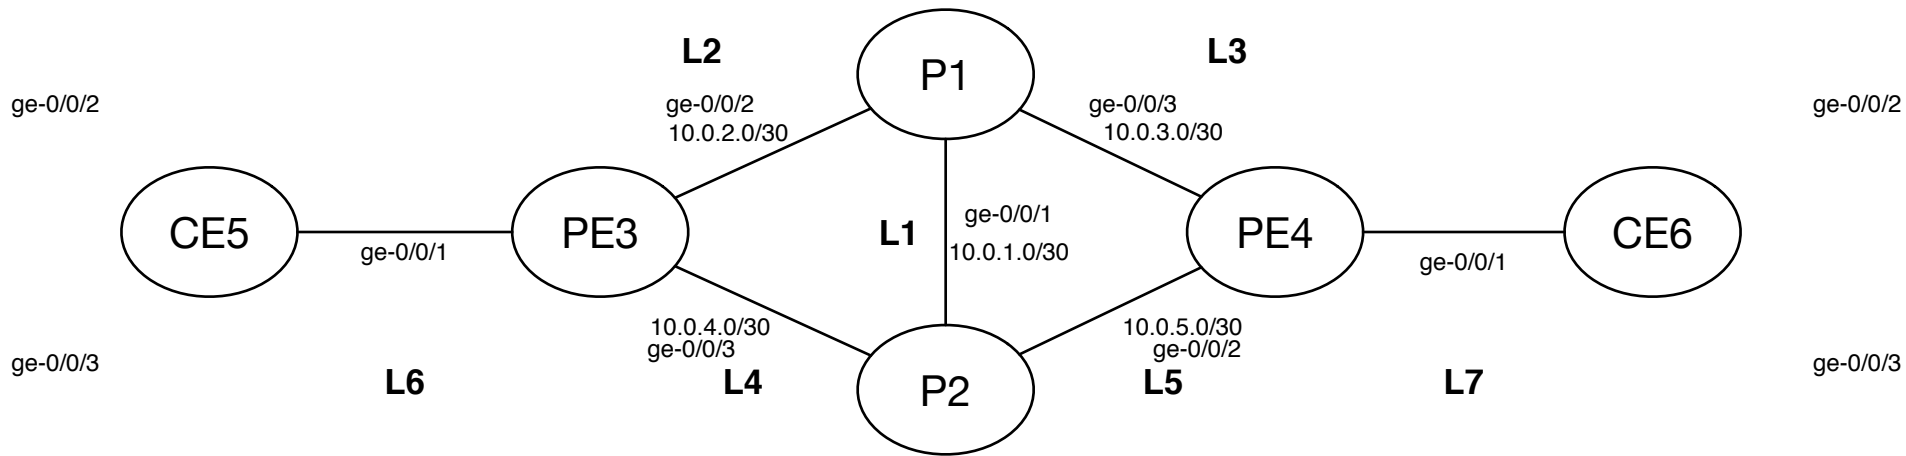 L2
L3
P1
ge-0/0/2
ge-0/0/2
ge-0/0/3
ge-0/0/2
10.0.2.0/30
10.0.3.0/30
CE5
PE3
L1
ge-0/0/1
10.0.1.0/30
PE4
CE6
ge-0/0/1
ge-0/0/1
10.0.4.0/30
ge-0/0/3
10.0.5.0/30
ge-0/0/2
ge-0/0/3
ge-0/0/3
L6
L4
P2
L5
L7